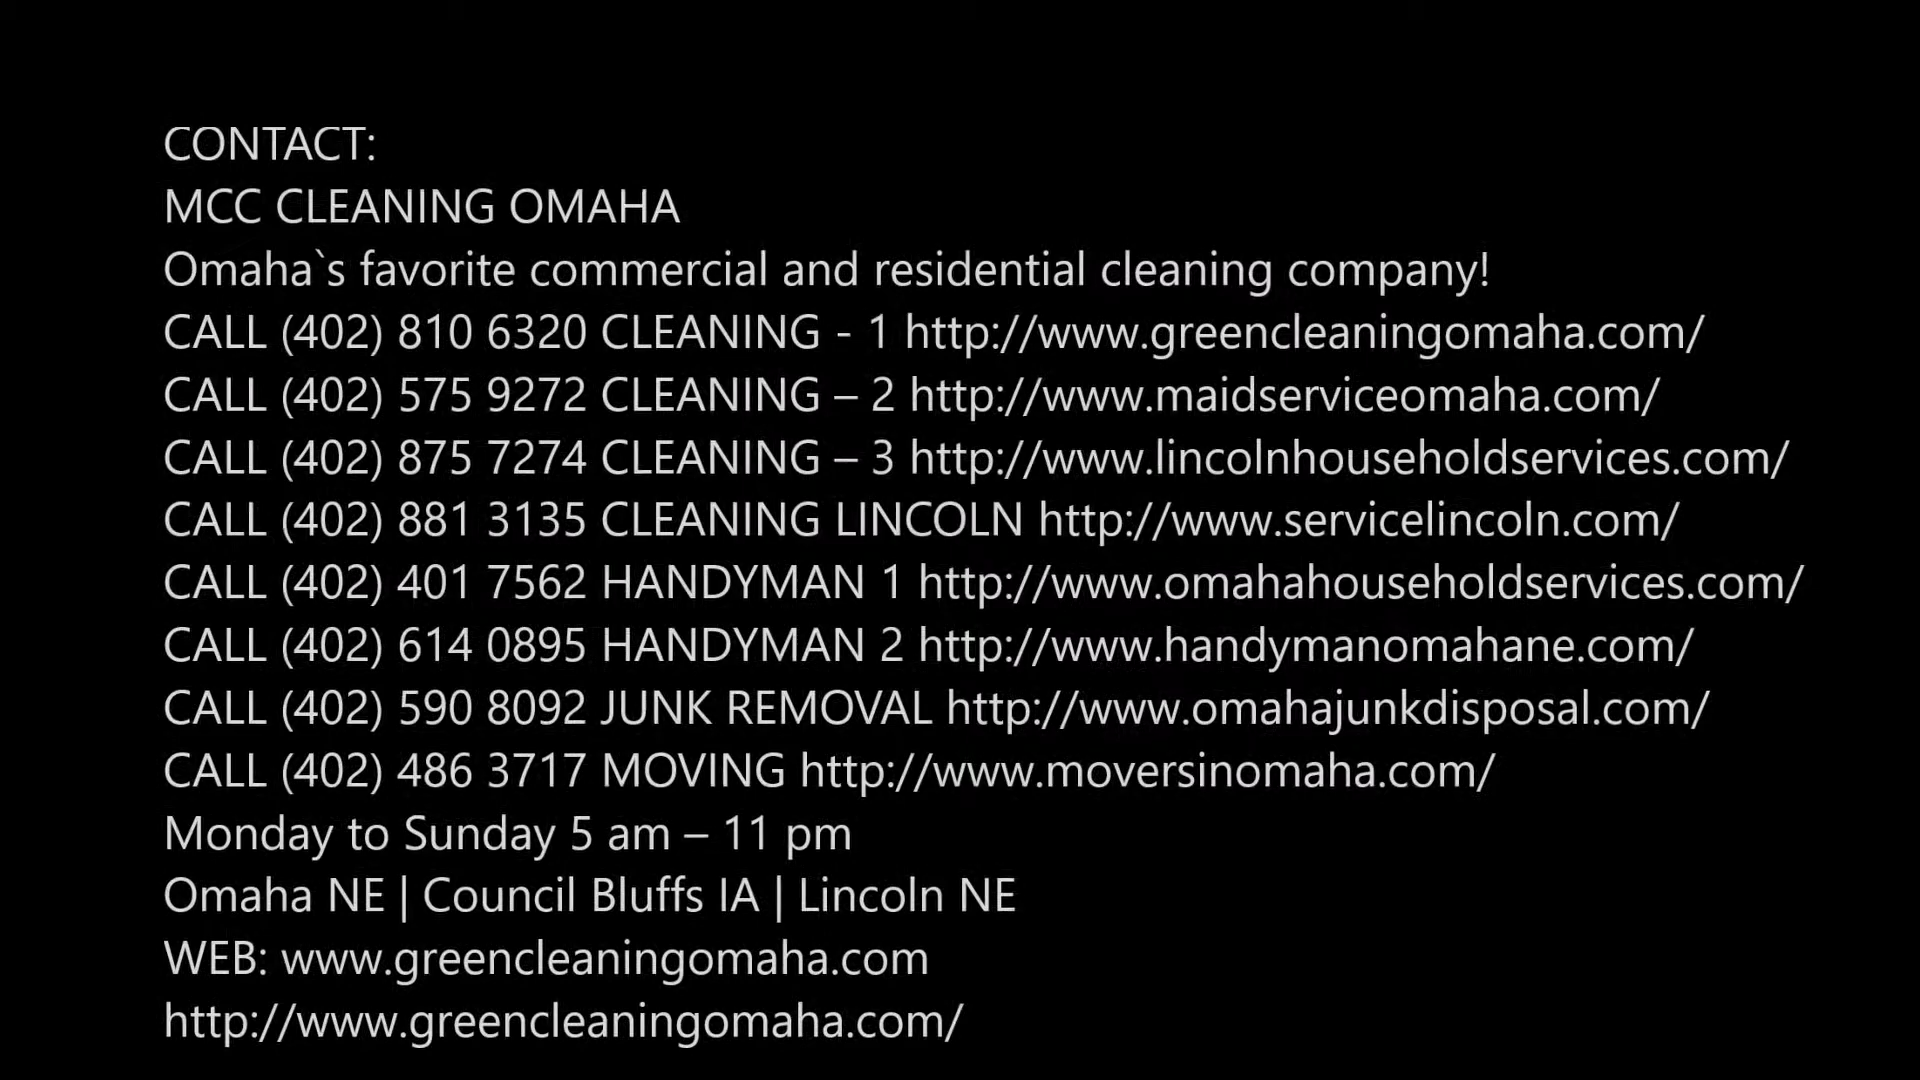 CONTACT:
MCC CLEANING OMAHA
Omaha`s favorite commercial and residential cleaning company!
CALL (402) 810 6320 CLEANING - 1 http://www.greencleaningomaha.com/
CALL (402) 575 9272 CLEANING – 2 http://www.maidserviceomaha.com/
CALL (402) 875 7274 CLEANING – 3 http://www.lincolnhouseholdservices.com/
CALL (402) 881 3135 CLEANING LINCOLN http://www.servicelincoln.com/
CALL (402) 401 7562 HANDYMAN 1 http://www.omahahouseholdservices.com/
CALL (402) 614 0895 HANDYMAN 2 http://www.handymanomahane.com/
CALL (402) 590 8092 JUNK REMOVAL http://www.omahajunkdisposal.com/
CALL (402) 486 3717 MOVING http://www.moversinomaha.com/
Monday to Sunday 5 am – 11 pm
Omaha NE | Council Bluffs IA | Lincoln NE
WEB: www.greencleaningomaha.com
http://www.greencleaningomaha.com/